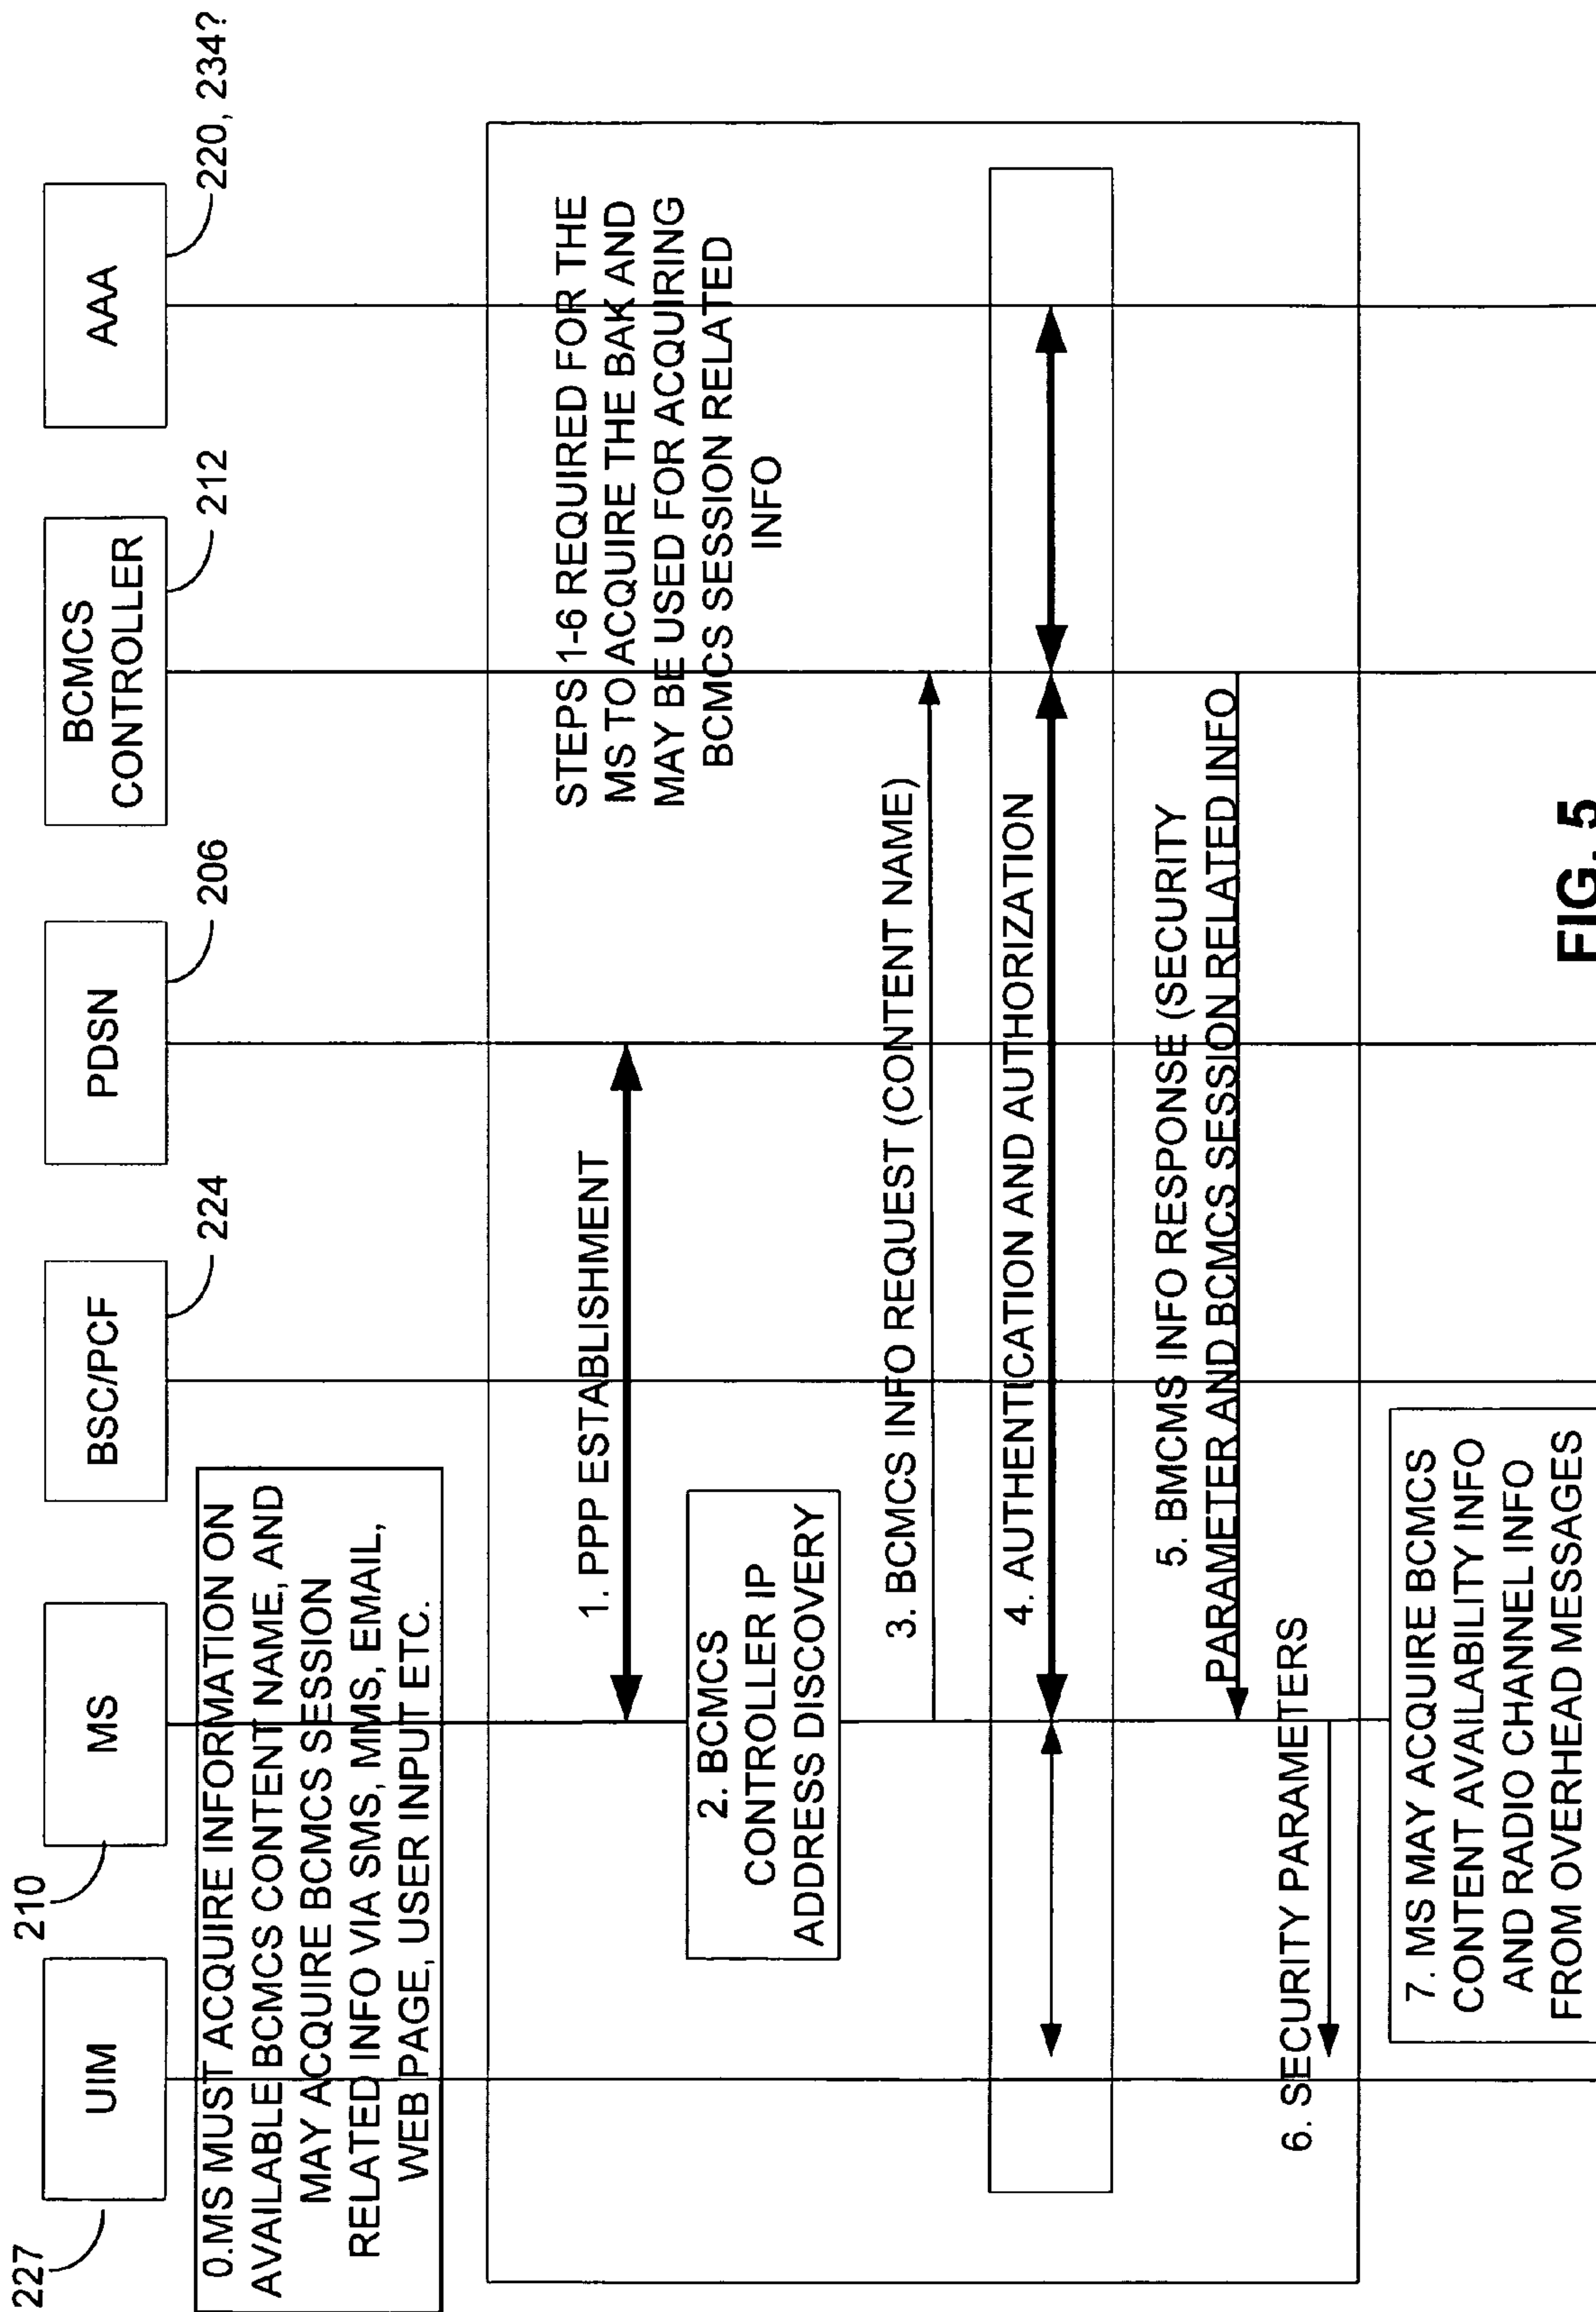 227
UIM
210
MS
BSC/PCF
224
PDSN
206
BCMCS
CONTROLLER
212
AAA
220, 234?
0.MS MUST ACQUIRE INFORMATION ON
AVAILABLE BCMCS CONTENT NAME, AND
MAY ACQUIRE BCMCS SESSION
RELATED INFO VIA SMS, MMS, EMAIL,
WEB PAGE, USER INPUT ETC.
STEPS 1-6 REQUIRED FOR THE
MS TO ACQUIRE THE BAK AND
MAY BE USED FOR ACQUIRING
BCMCS SESSION RELATED
INFO
1. PPP ESTABLISHMENT
2. BCMCS
CONTROLLER IP
ADDRESS DISCOVERY
3. BCMCS INFO REQUEST (CONTENT NAME)
4. AUTHENTICATION AND AUTHORIZATION
5. BMCMS INFO RESPONSE (SECURITY
PARAMETER AND BCMCS SESSION RELATED INFO
6. SECURITY PARAMETERS
7. MS MAY ACQUIRE BCMCS
CONTENT AVAILABILITY INFO
AND RADIO CHANNEL INFO
FROM OVERHEAD MESSAGES
FIG. 5